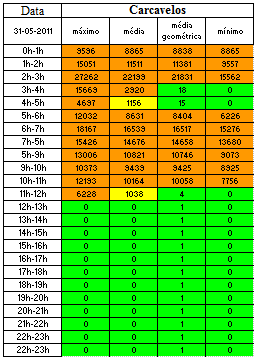 Data Carcavelos
31-05-2011 máximo média média geométrica mínimo
0h-1h 9596 8865 8838 8865
1h-2h 15051 11511 11381 9557
2h-3h 27262 22199 21831 15562
3h-4h 15669 2920 18 0
4h-5h 4697 1156 15 0
5h-6h 12032 8631 8404 6226
6h-7h 18167 16539 16517 15276
7h-5h 15426 14676 14658 13680
5h-9h 13006 10821 10746 9073
9h-10h 10373 9439 9425 8925
10h-11h 12193 10164 10058 7756
11h-12h 6228 1038 4 0
12h-13h 0 0 1 0
13h-14h 0 0 1 0
14h-15h 0 0 1 0
15h-16h 0 0 1 0
16h-17h 0 0 1 0
17h-18h 0 0 1 0
18h-19h 0 0 1 0
19h-20h 0 0 1 0
20h-21h 0 0 1 0
21h-22h 0 0 1 0
22h-23h 0 0 1 0
22h-23h 0 0 1 0